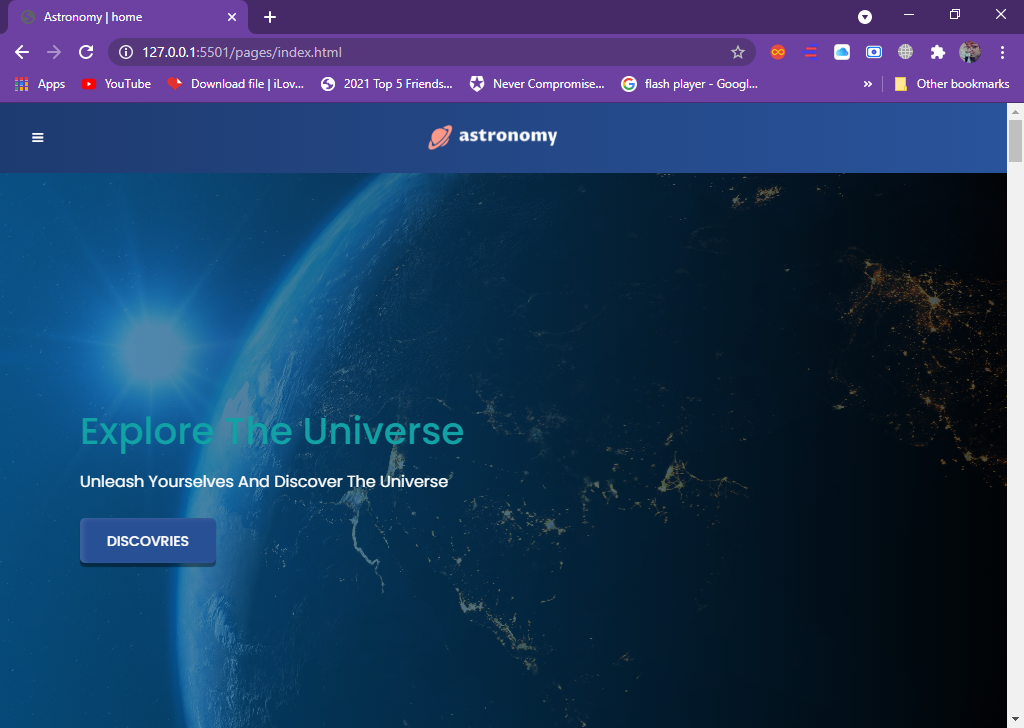 Astronomy | home
127.0.0.1:5501/pages/index.html
Apps YouTube Download file | iLov... 2021 Top 5 Friends... Never Compromise... flash player - Googl... » Other bookmarks
astronomy
Explore The Universe
Unleash Yourselves And Discover The Universe
DISCOVRIES